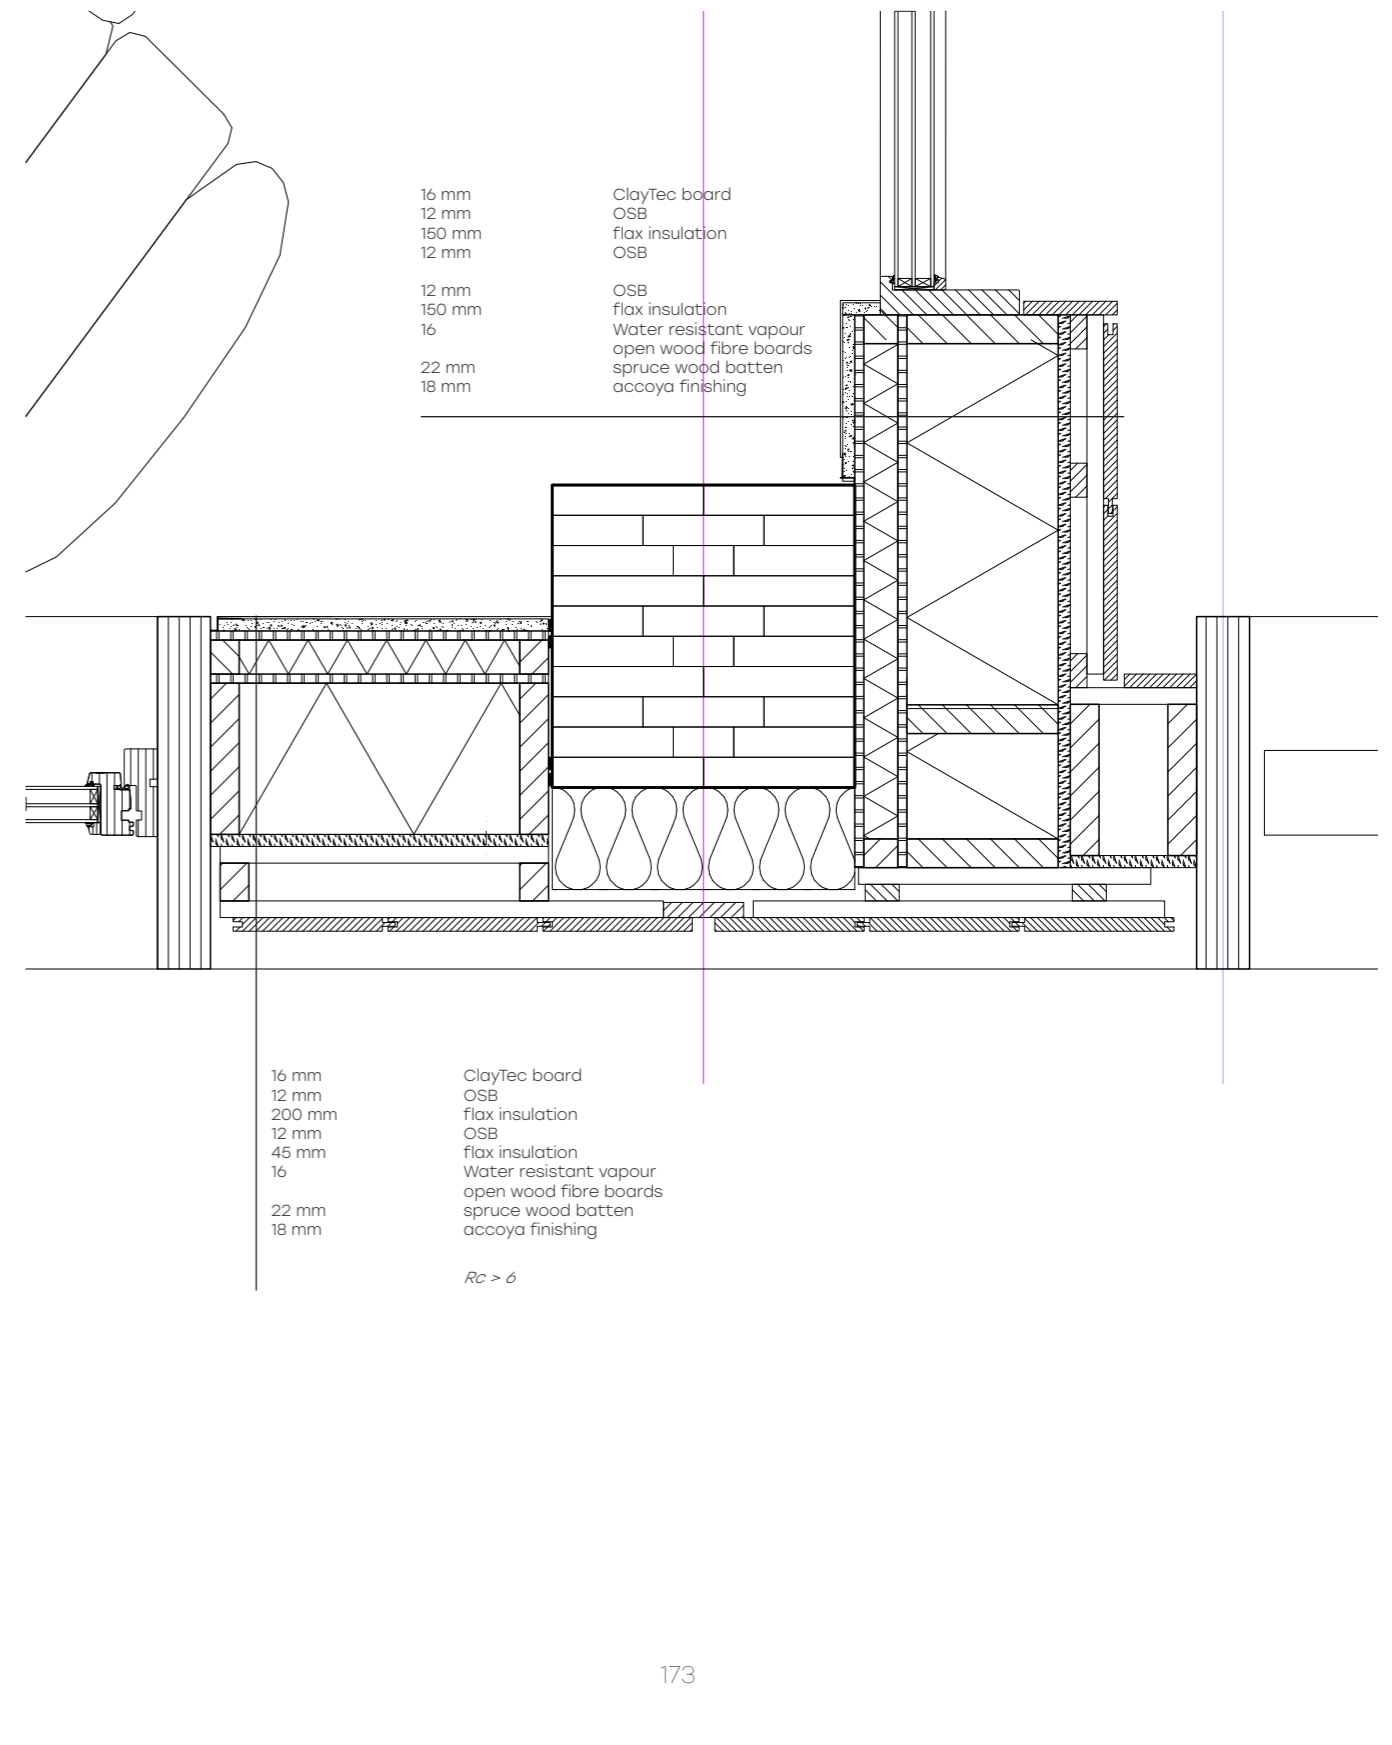 16 mm ClayTec board
12 mm OSB
150 mm flax insulation
12 mm OSB
12 mm OSB
150 mm flax insulation
16 Water resistant vapour
open wood fibre boards
22 mm spruce wood batten
18 mm accoya finishing
16 mm ClayTec board
12 mm OSB
200 mm flax insulation
12 mm OSB
45 mm flax insulation
16 Water resistant vapour
open wood fibre boards
22 mm spruce wood batten
18 mm accoya finishing
Rc > 6
173